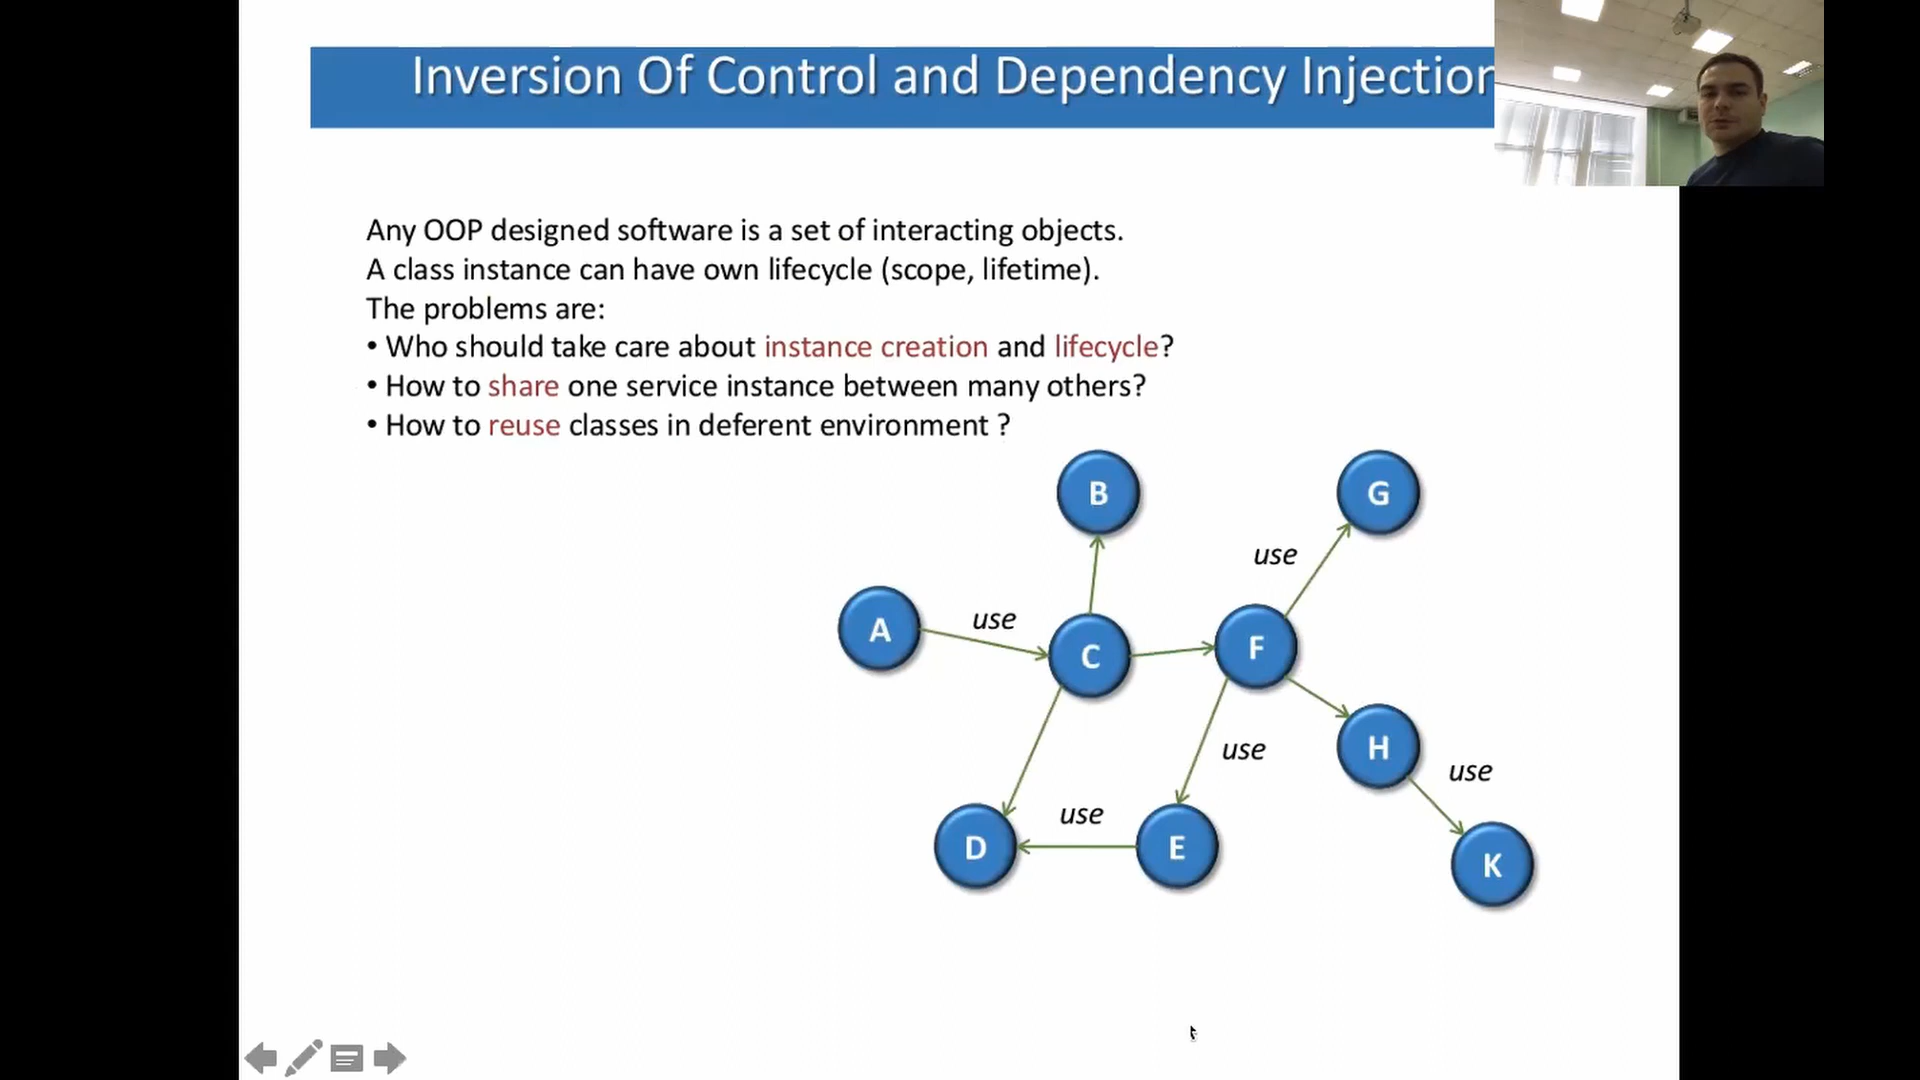 Inversion Of Control and Dependency Injection
Any OOP designed software is a set of interacting objects.
A class instance can have own lifecycle (scope, lifetime).
The problems are:
• Who should take care about instance creation and lifecycle?
• How to share one service instance between many others?
• How to reuse classes in deferent environment ?
B
G
use
A
use
C
F
use
H
use
use
D
E
K